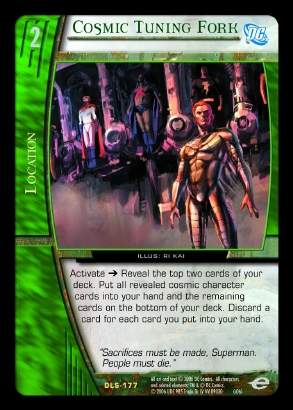 2
COSMIC TUNING FORK
DC
LOCATION
ILLUS: RI KAI
Activate ➔ Reveal the top two cards of your
deck. Put all revealed cosmic character
cards into your hand and the remaining
cards on the bottom of your deck. Discard a
card for each card you put into your hand.
"Sacrifices must be made, Superman.
People must die."
DLS-177